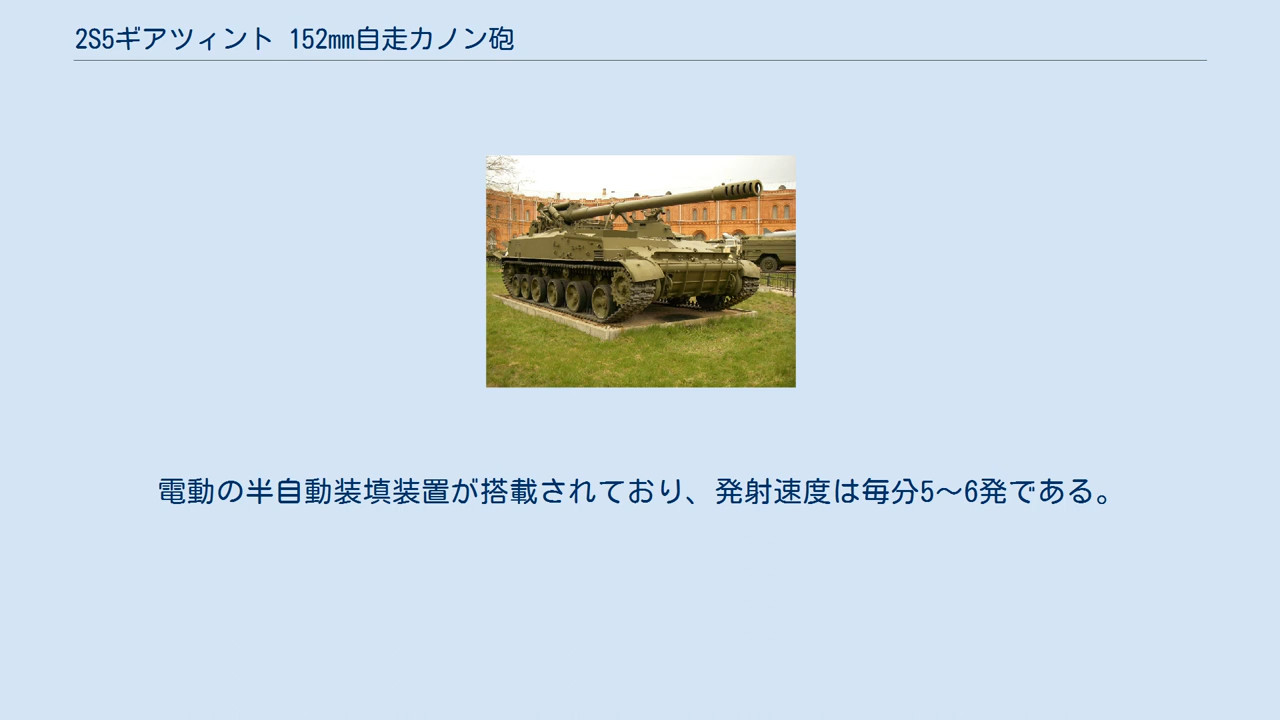 2S5ギアツィント 152㎜自走カノン砲
電動の半自動装填装置が搭載されており、発射速度は毎分5～6発である。